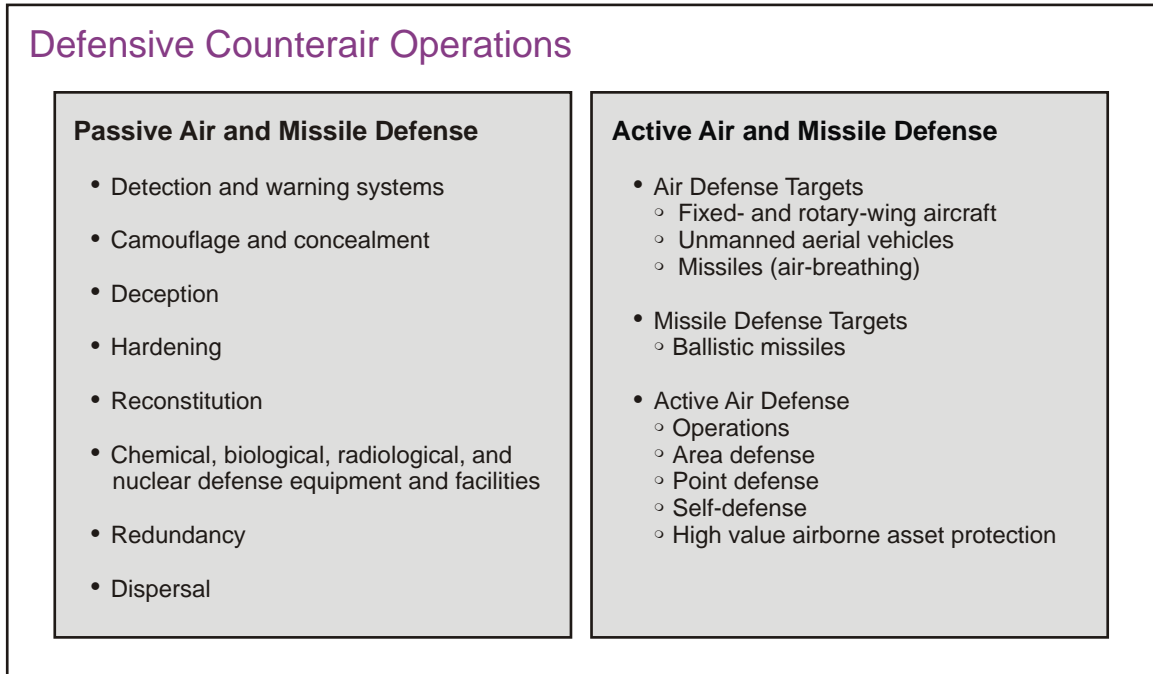 Defensive Counterair Operations
Passive Air and Missile Defense
• Detection and warning systems
• Camouflage and concealment
• Deception
• Hardening
• Reconstitution
• Chemical, biological, radiological, and
nuclear defense equipment and facilities
• Redundancy
• Dispersal
Active Air and Missile Defense
• Air Defense Targets
◦ Fixed- and rotary-wing aircraft
◦ Unmanned aerial vehicles
◦ Missiles (air-breathing)
• Missile Defense Targets
◦ Ballistic missiles
• Active Air Defense
◦ Operations
◦ Area defense
◦ Point defense
◦ Self-defense
◦ High value airborne asset protection